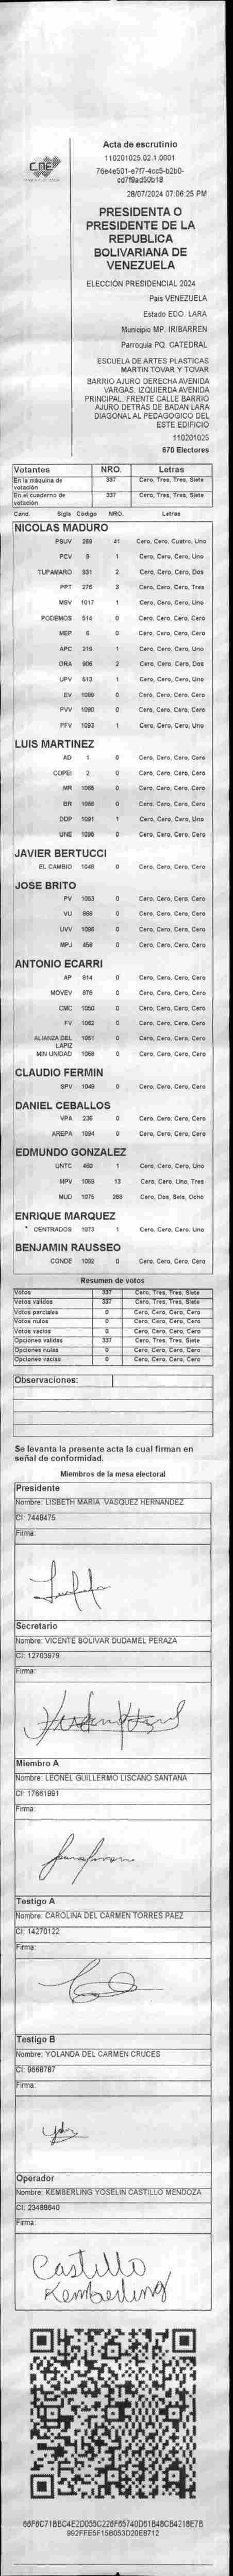 CNE
Acta de escrutinio
110201025.02.1.0001
76e4e501-e7f7-4cc5-b2b0-
cd7f9ad50b18
28/07/2024 07:06:25 PM
PRESIDENTA O
PRESIDENTE DE LA
REPUBLICA
BOLIVARIANA DE
VENEZUELA
ELECCIÓN PRESIDENCIAL 2024
País VENEZUELA
Estado EDO. LARA
Municipio MP. IRIBARREN
Parroquia PQ. CATEDRAL
ESCUELA DE ARTES PLASTICAS
MARTIN TOVAR Y TOVAR
BARRIO AJURO DERECHA AVENIDA
VARGAS. IZQUIERDA AVENIDA
PRINCIPAL. FRENTE CALLE BARRIO
AJURO DETRÁS DE BADAN LARA
DIAGONAL AL PEDAGOGICO DEL
ESTE EDIFICIO
110201025
670 Electores
Votantes NRO. Letras
En la máquina de votación 337 Cero, Tres, Tres, Siete
En el cuaderno de votación 337 Cero, Tres, Tres, Siete
Cand. Sigla Código NRO. Letras
NICOLAS MADURO
PSUV 289 41 Cero, Cero, Cuatro, Uno
PCV 1 Cero, Cero, Cero, Uno
TUPAMARO 931 2 Cero, Cero, Cero, Dos
PPT 276 3 Cero, Cero, Cero, Tres
MSV 1017 1 Cero, Cero, Cero, Uno
PODEMOS 514 0 Cero, Cero, Cero, Cero
MEP 6 0 Cero, Cero, Cero, Cero
APC 219 1 Cero, Cero, Cero, Uno
ORA 906 2 Cero, Cero, Cero, Dos
UPV 613 1 Cero, Cero, Cero, Uno
EV 1089 0 Cero, Cero, Cero, Cero
PVV 1090 0 Cero, Cero, Cero, Cero
PFV 1093 1 Cero, Cero, Cero, Uno
LUIS MARTINEZ
AD 1 0 Cero, Cero, Cero, Cero
COPEI 2 0 Cero, Cero, Cero, Cero
MR 1065 0 Cero, Cero, Cero, Cero
BR 1066 0 Cero, Cero, Cero, Cero
DDP 1091 1 Cero, Cero, Cero, Uno
UNE 1095 0 Cero, Cero, Cero, Cero
JAVIER BERTUCCI
EL CAMBIO 1048 0 Cero, Cero, Cero, Cero
JOSE BRITO
PV 1053 0 Cero, Cero, Cero, Cero
VU 868 0 Cero, Cero, Cero, Cero
UVV 1096 0 Cero, Cero, Cero, Cero
MPJ 458 0 Cero, Cero, Cero, Cero
ANTONIO ECARRI
AP 614 0 Cero, Cero, Cero, Cero
MOVEV 979 0 Cero, Cero, Cero, Cero
CMC 1050 0 Cero, Cero, Cero, Cero
FV 1062 0 Cero, Cero, Cero, Cero
ALIANZA DEL LAPIZ 1051 0 Cero, Cero, Cero, Cero
MIN UNIDAD 1068 0 Cero, Cero, Cero, Cero
CLAUDIO FERMIN
SPV 1049 0 Cero, Cero, Cero, Cero
DANIEL CEBALLOS
VPA 236 0 Cero, Cero, Cero, Cero
AREPA 1094 0 Cero, Cero, Cero, Cero
EDMUNDO GONZALEZ
UNTC 460 1 Cero, Cero, Cero, Uno
MPV 1069 13 Cero, Cero, Uno, Tres
MUD 1075 268 Cero, Dos, Seis, Ocho
ENRIQUE MARQUEZ
CENTRADOS 1073 1 Cero, Cero, Cero, Uno
BENJAMIN RAUSSEO
CONDE 1092 0 Cero, Cero, Cero, Cero
Resumen de votos
Votos 337 Cero, Tres, Tres, Siete
Votos validos 337 Cero, Tres, Tres, Siete
Votos parciales 0 Cero, Cero, Cero, Cero
Votos nulos 0 Cero, Cero, Cero, Cero
Votos vacios 0 Cero, Cero, Cero, Cero
Opciones validas 337 Cero, Tres, Tres, Siete
Opciones nulas 0 Cero, Cero, Cero, Cero
Opciones vacias 0 Cero, Cero, Cero, Cero
Observaciones:
Se levanta la presente acta la cual firman en
señal de conformidad.
Miembros de la mesa electoral
Presidente
Nombre: LISBETH MARIA VASQUEZ HERNANDEZ
CI: 7448475
Firma:
Secretario
Nombre: VICENTE BOLIVAR DUDAMEL PERAZA
CI: 12703979
Firma:
Miembro A
Nombre: LEONEL GUILLERMO LISCANO SANTANA
CI: 17661991
Firma:
Testigo A
Nombre: CAROLINA DEL CARMEN TORRES PAEZ
CI: 14270122
Firma:
Testigo B
Nombre: YOLANDA DEL CARMEN CRUCES
CI: 9668787
Firma:
Operador
Nombre: KEMBERLING YOSELIN CASTILLO MENDOZA
CI: 23488640
Firma:
Castillo
Kemberling
66F6C71BBC4E2D055C226F65740D61B48CB4218E7B
992FFE5F15B053D20E8712